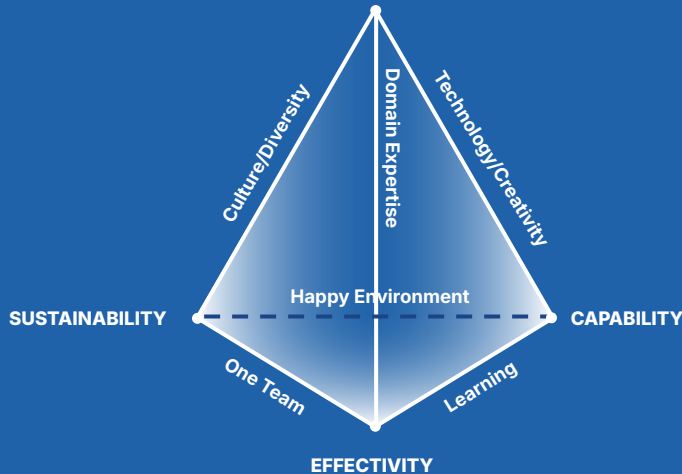 Culture/Diversity
Domain Expertise
Technology/Creativity
Happy Environment
SUSTAINABILITY
CAPABILITY
One Team
Learning
EFFECTIVITY